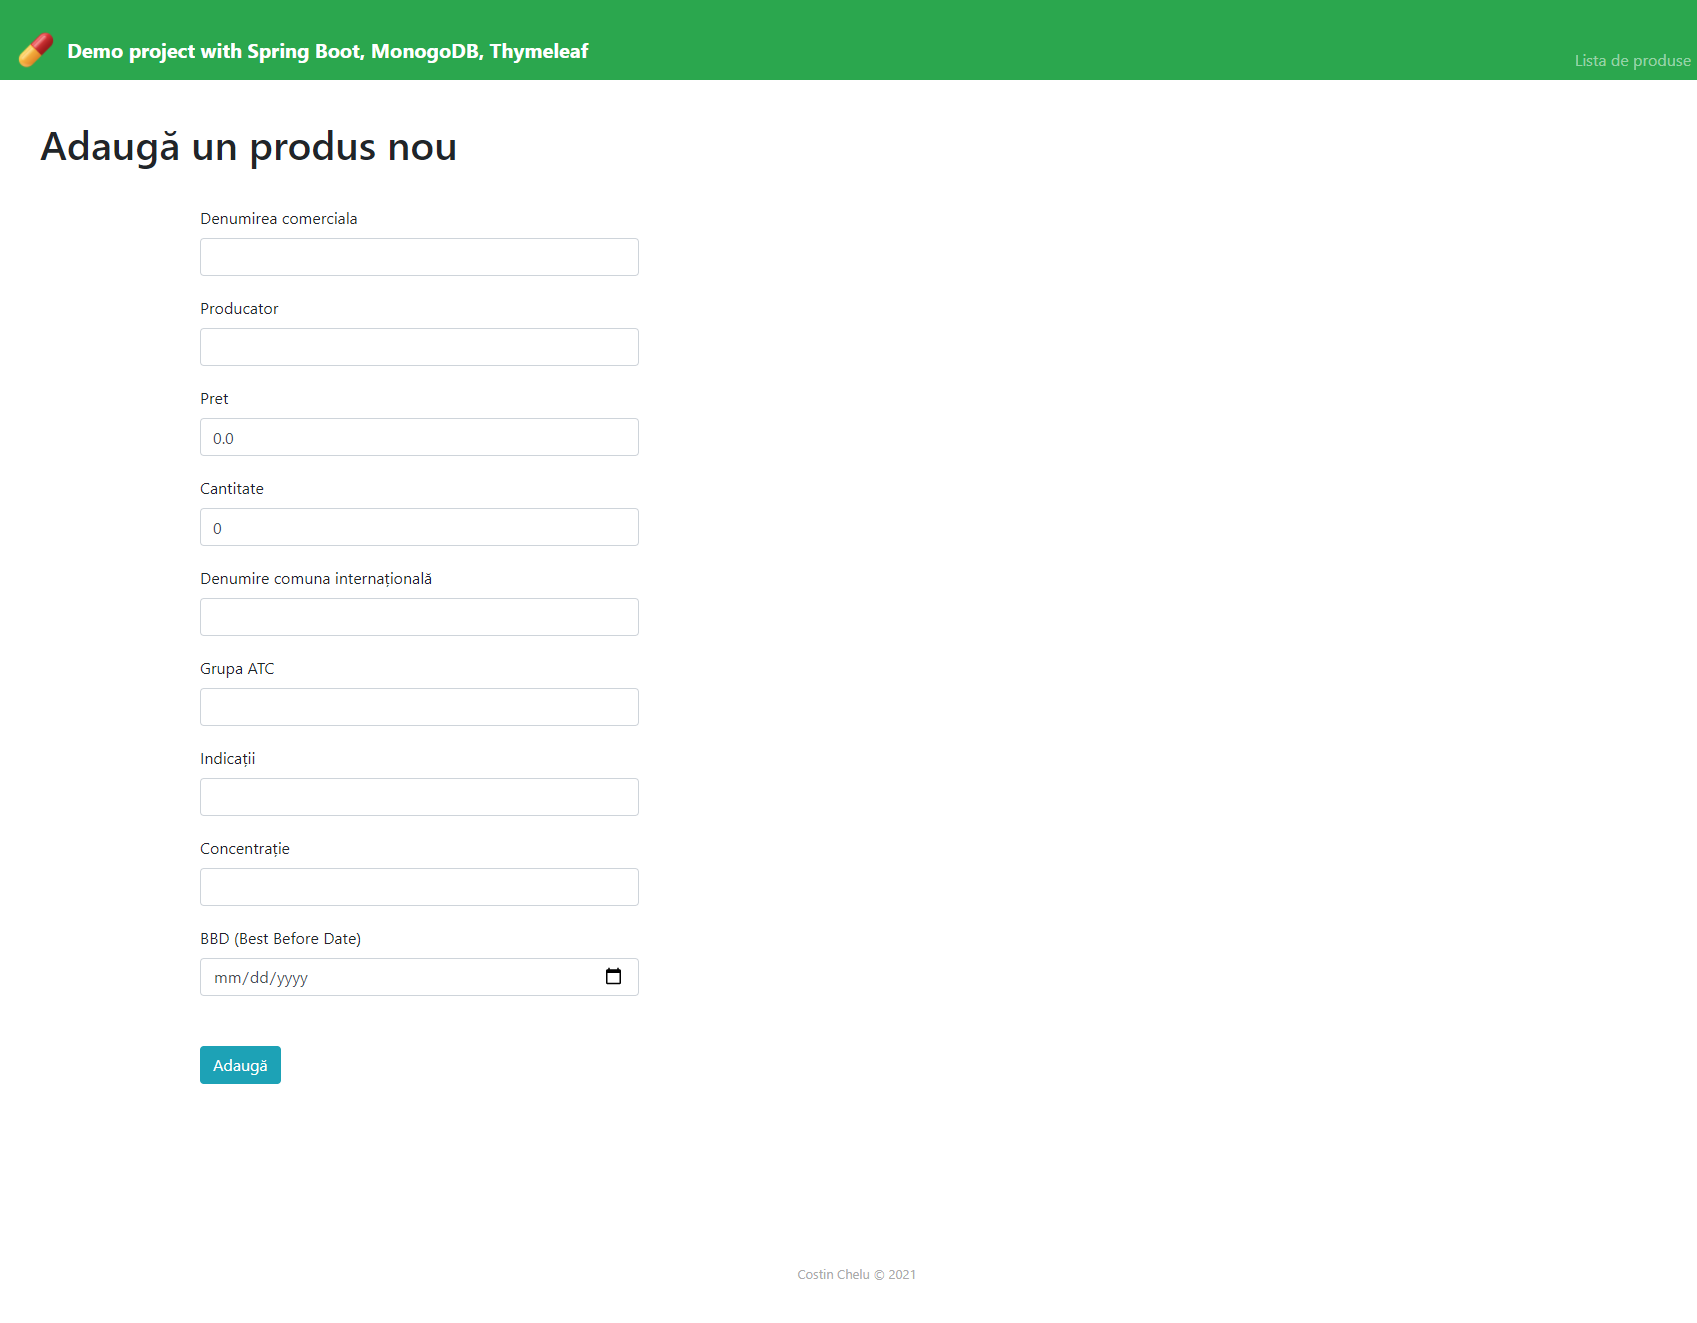 Demo project with Spring Boot, MonogoDB, Thymeleaf
Lista de produse
Adaugă un produs nou
Denumirea comerciala
Producator
Pret
0.0
Cantitate
0
Denumire comuna internațională
Grupa ATC
Indicații
Concentrație
BBD (Best Before Date)
mm/dd/yyyy
Adaugă
Costin Chelu © 2021